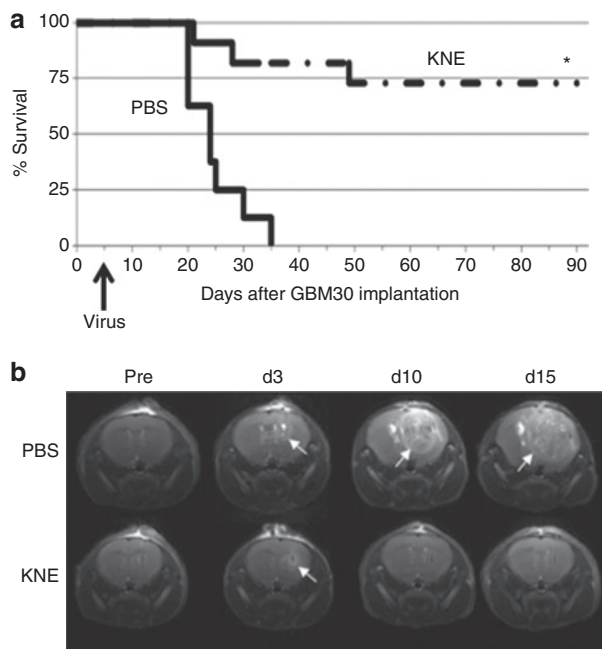 a
100
75
50
25
0
% Survival
PBS
KNE
*
0 10 20 30 40 50 60 70 80 90
Days after GBM30 implantation
Virus
b
Pre d3 d10 d15
PBS
KNE